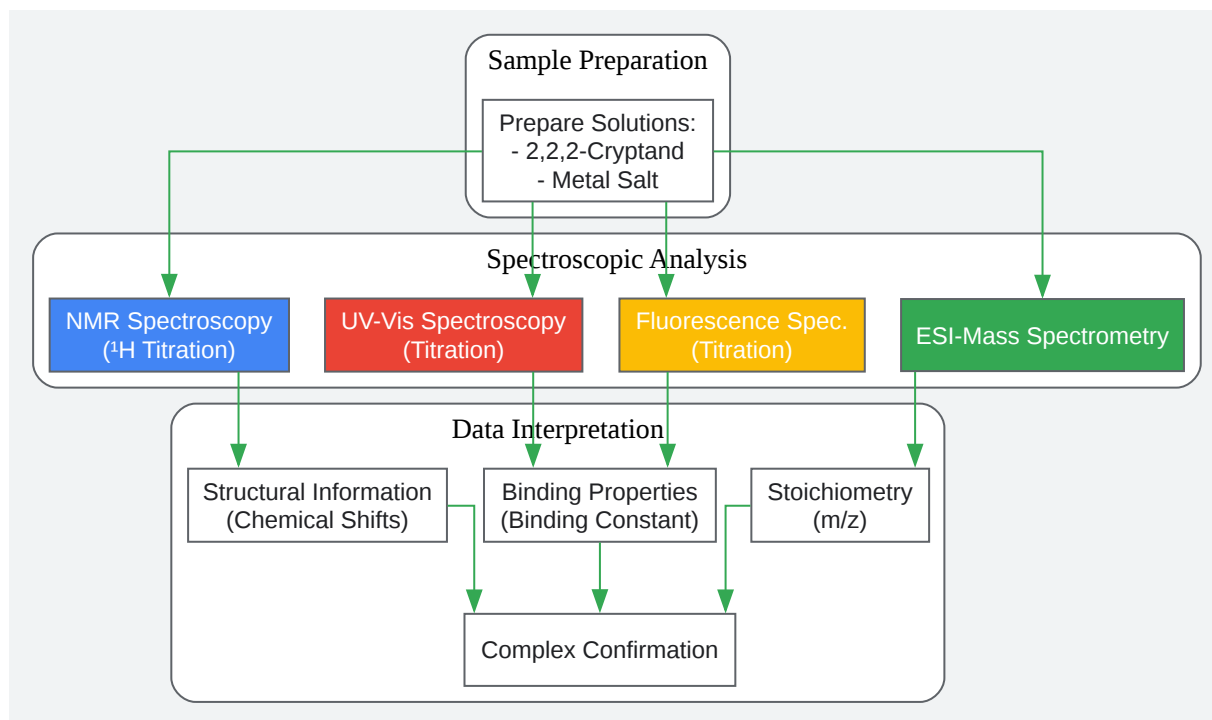 Sample Preparation
Prepare Solutions:
- 2,2,2-Cryptand
- Metal Salt
Spectroscopic Analysis
NMR Spectroscopy
(¹H Titration)
UV-Vis Spectroscopy
(Titration)
Fluorescence Spec.
(Titration)
ESI-Mass Spectrometry
Data Interpretation
Structural Information
(Chemical Shifts)
Binding Properties
(Binding Constant)
Stoichiometry
(m/z)
Complex Confirmation